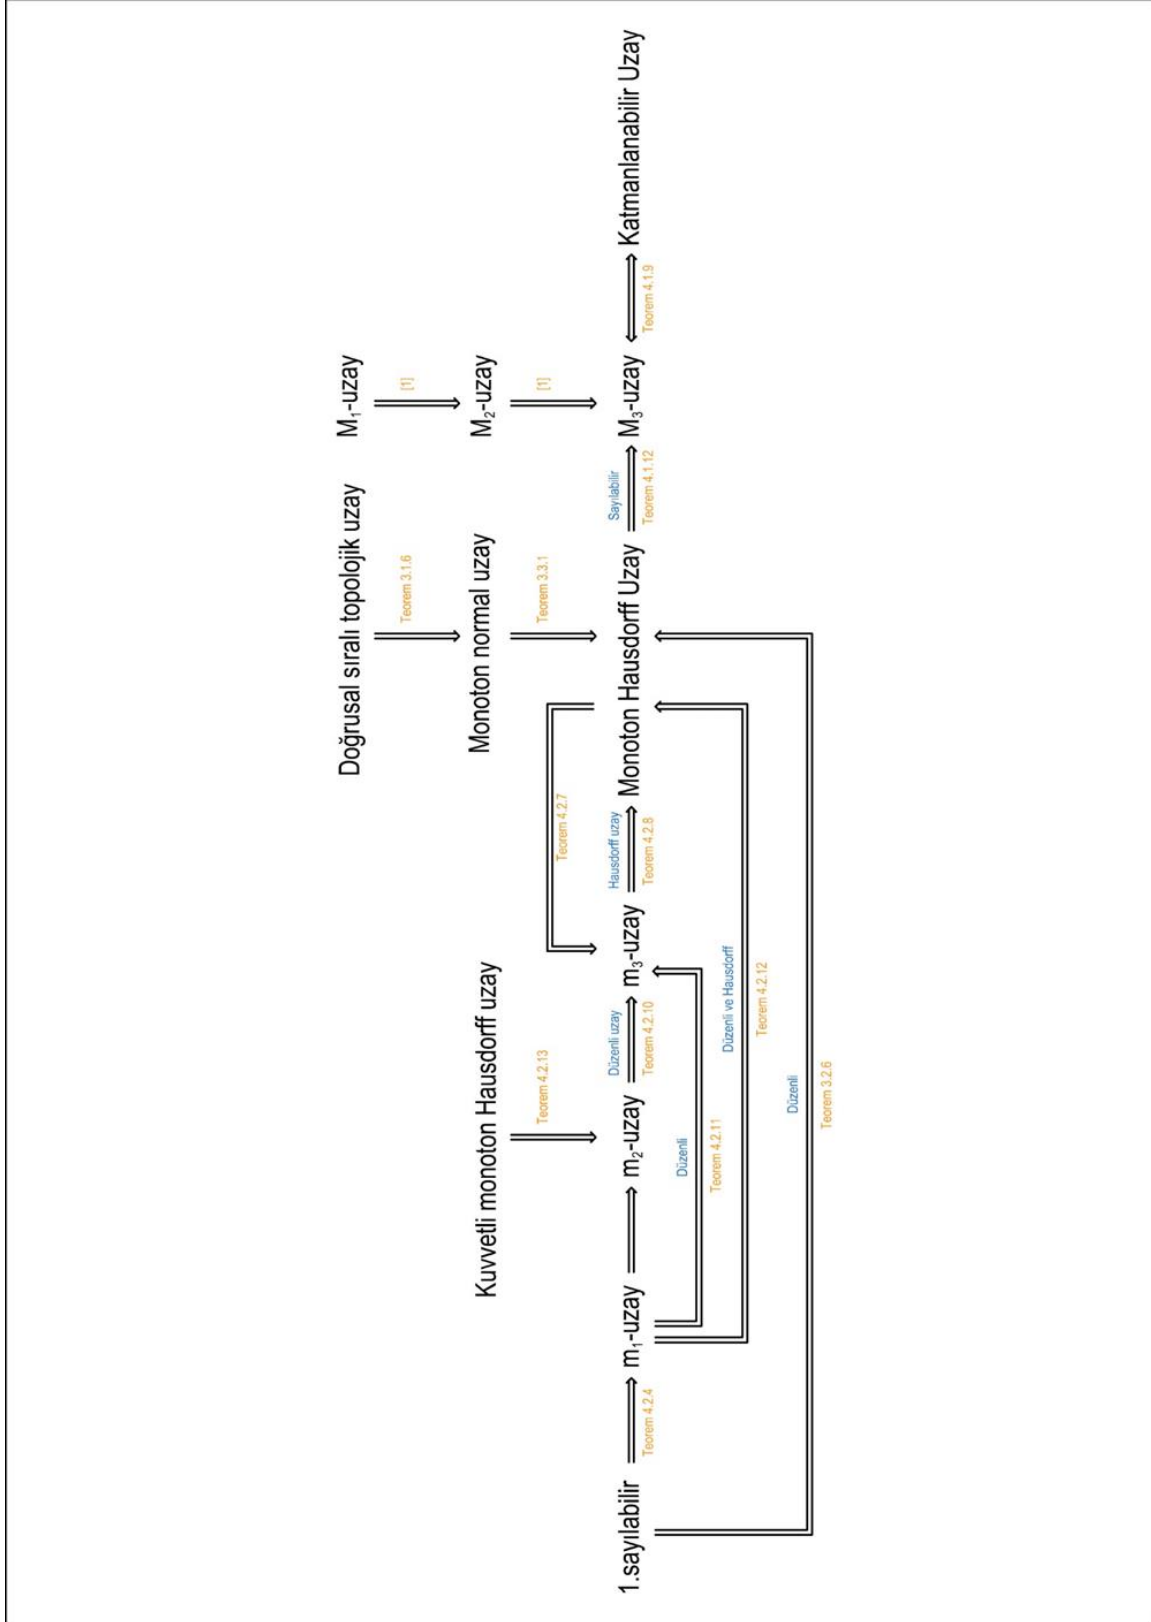 Doğrusal sıralı topolojik uzay
M₁-uzay
Teorem 3.1.6
[1]
Kuvvetli monoton Hausdorff uzay
Monoton normal uzay
M₂-uzay
Teorem 4.2.13
Teorem 4.2.7
Teorem 3.3.1
[1]
Düzenli uzay
Hausdorff uzay
Sayılabilir
1.sayılabilir
m₁-uzay
m₂-uzay
m₃-uzay
Monoton Hausdorff Uzay
M₃-uzay
Katmanlanabilir Uzay
Teorem 4.2.4
Teorem 4.2.10
Teorem 4.2.8
Teorem 4.1.12
Teorem 4.1.9
Düzenli
Teorem 4.2.11
Düzenli ve Hausdorff
Teorem 4.2.12
Düzenli
Teorem 3.2.6